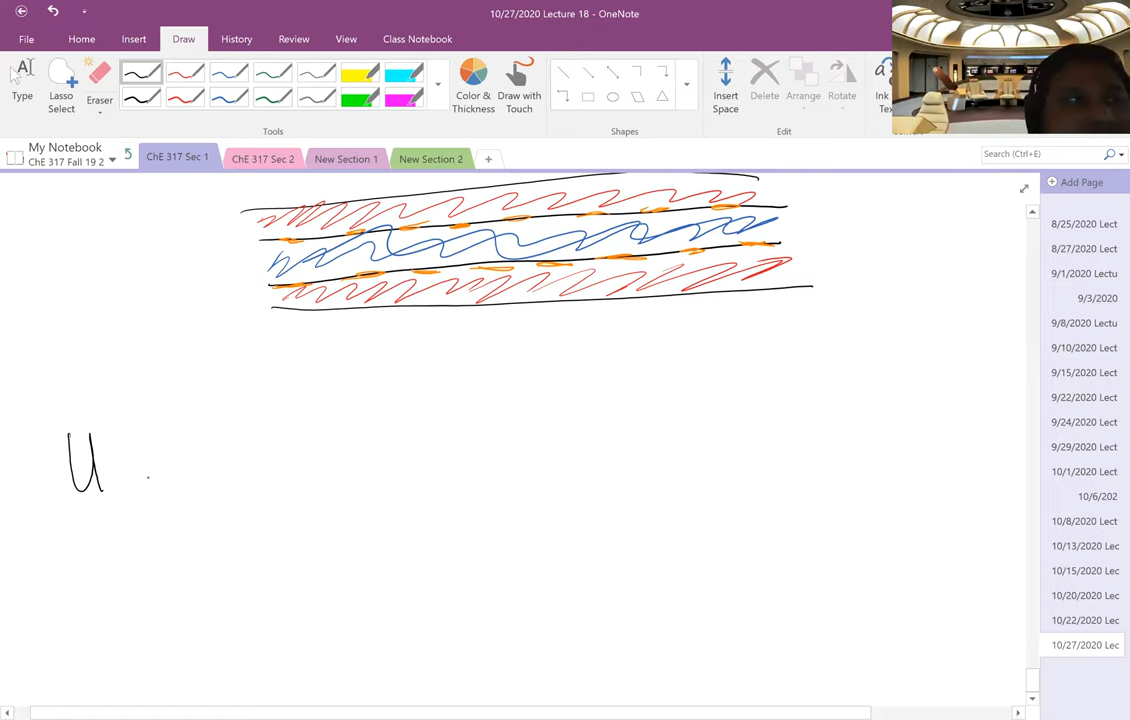 10/27/2020 Lecture 18 - OneNote
File Home Insert Draw History Review View Class Notebook
Type Lasso Select Eraser Color & Thickness Draw with Touch Insert Space Delete Arrange Rotate Ink Tex
Tools Shapes Edit
My Notebook
ChE 317 Fall 19 2
ChE 317 Sec 1 ChE 317 Sec 2 New Section 1 New Section 2 + Search (Ctrl+E)
Add Page
8/25/2020 Lect
8/27/2020 Lect
9/1/2020 Lectu
9/3/2020
9/8/2020 Lectu
9/10/2020 Lect
9/15/2020 Lect
9/22/2020 Lect
9/24/2020 Lect
9/29/2020 Lect
10/1/2020 Lect
10/6/202
10/8/2020 Lect
10/13/2020 Lec
10/15/2020 Lec
10/20/2020 Lec
10/22/2020 Lec
10/27/2020 Lec
U